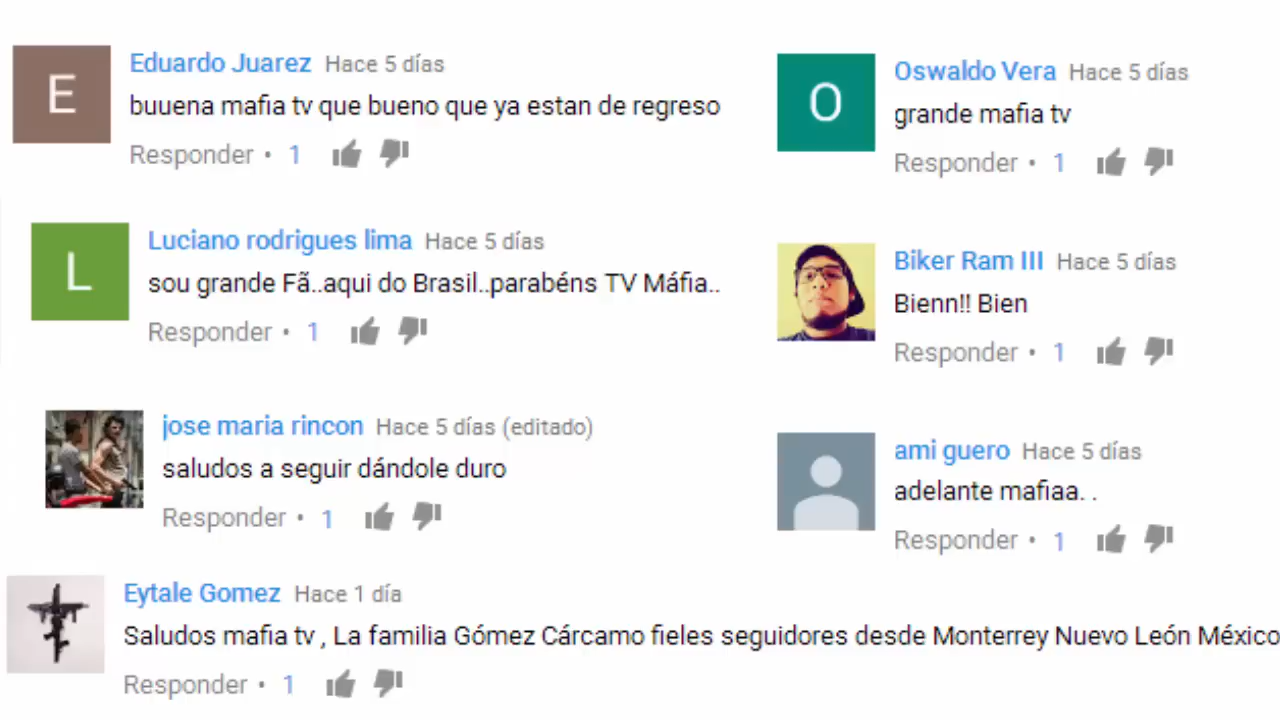 E
Eduardo Juarez Hace 5 días
buuena mafia tv que bueno que ya estan de regreso
Responder • 1
L
Luciano rodrigues lima Hace 5 días
sou grande Fã..aqui do Brasil..parabéns TV Máfia..
Responder • 1
jose maria rincon Hace 5 días (editado)
saludos a seguir dándole duro
Responder • 1
Eytale Gomez Hace 1 día
Saludos mafia tv , La familia Gómez Cárcamo fieles seguidores desde Monterrey Nuevo León México
Responder • 1
O
Oswaldo Vera Hace 5 días
grande mafia tv
Responder • 1
Biker Ram III Hace 5 días
Bienn!! Bien
Responder • 1
ami guero Hace 5 días
adelante mafiaa. .
Responder • 1